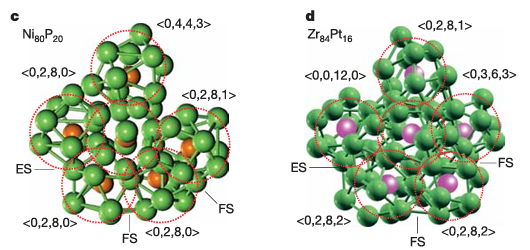 c
Ni80P20
<0,4,4,3>
<0,2,8,0>
<0,2,8,1>
ES
FS
<0,2,8,0>
<0,2,8,0>
FS
d
Zr84Pt16
<0,2,8,1>
<0,0,12,0>
<0,3,6,3>
ES
FS
<0,2,8,2>
<0,2,8,2>
FS